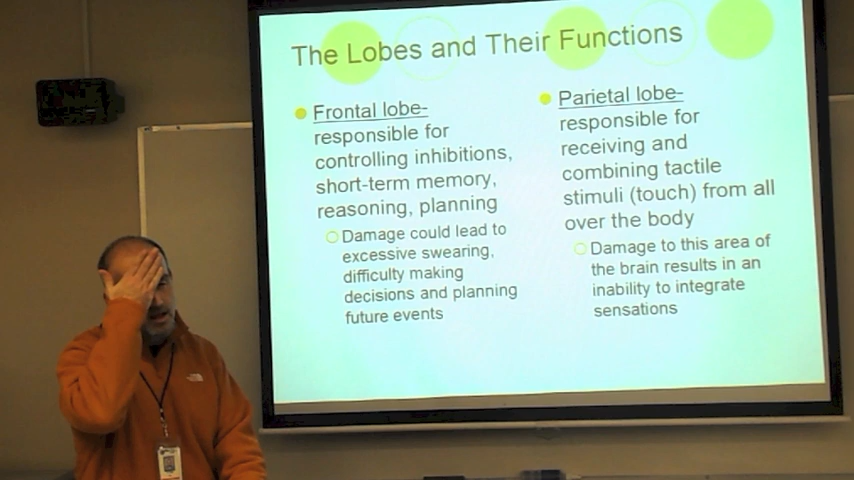 The Lobes and Their Functions
Frontal lobe-
responsible for
controlling inhibitions,
short-term memory,
reasoning, planning
Damage could lead to
excessive swearing,
difficulty making
decisions and planning
future events
Parietal lobe-
responsible for
receiving and
combining tactile
stimuli (touch) from all
over the body
Damage to this area of
the brain results in an
inability to integrate
sensations